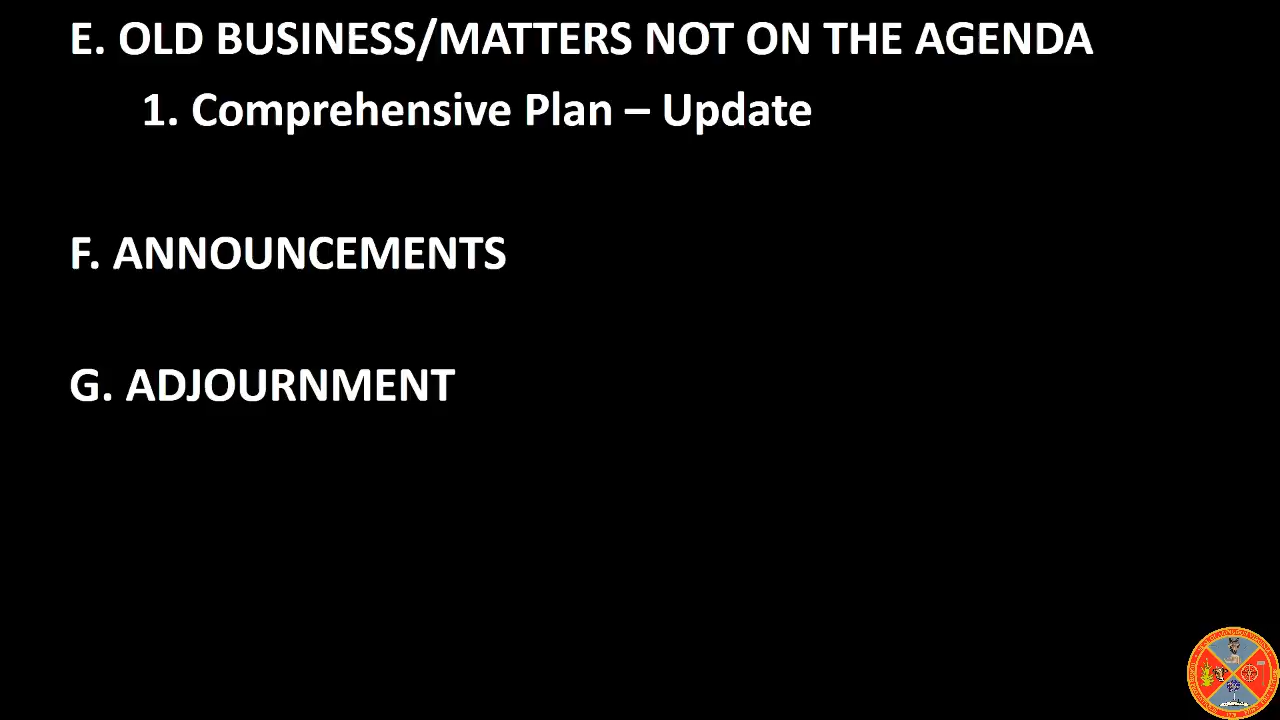 E. OLD BUSINESS/MATTERS NOT ON THE AGENDA
1. Comprehensive Plan – Update
F. ANNOUNCEMENTS
G. ADJOURNMENT